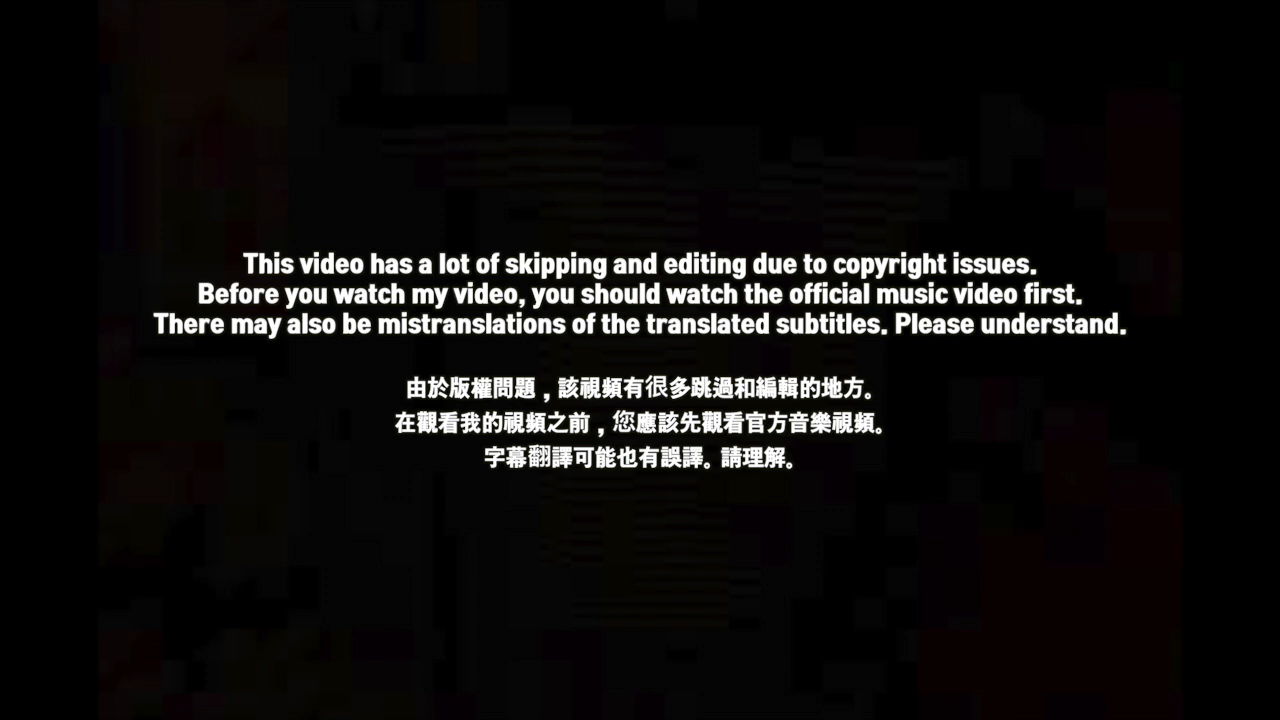 This video has a lot of skipping and editing due to copyright issues.
Before you watch my video, you should watch the official music video first.
There may also be mistranslations of the translated subtitles. Please understand.
由於版權問題，該視頻有很多跳過和編輯的地方。
在觀看我的視頻之前，您應該先觀看官方音樂視頻。
字幕翻譯可能也有誤譯。請理解。